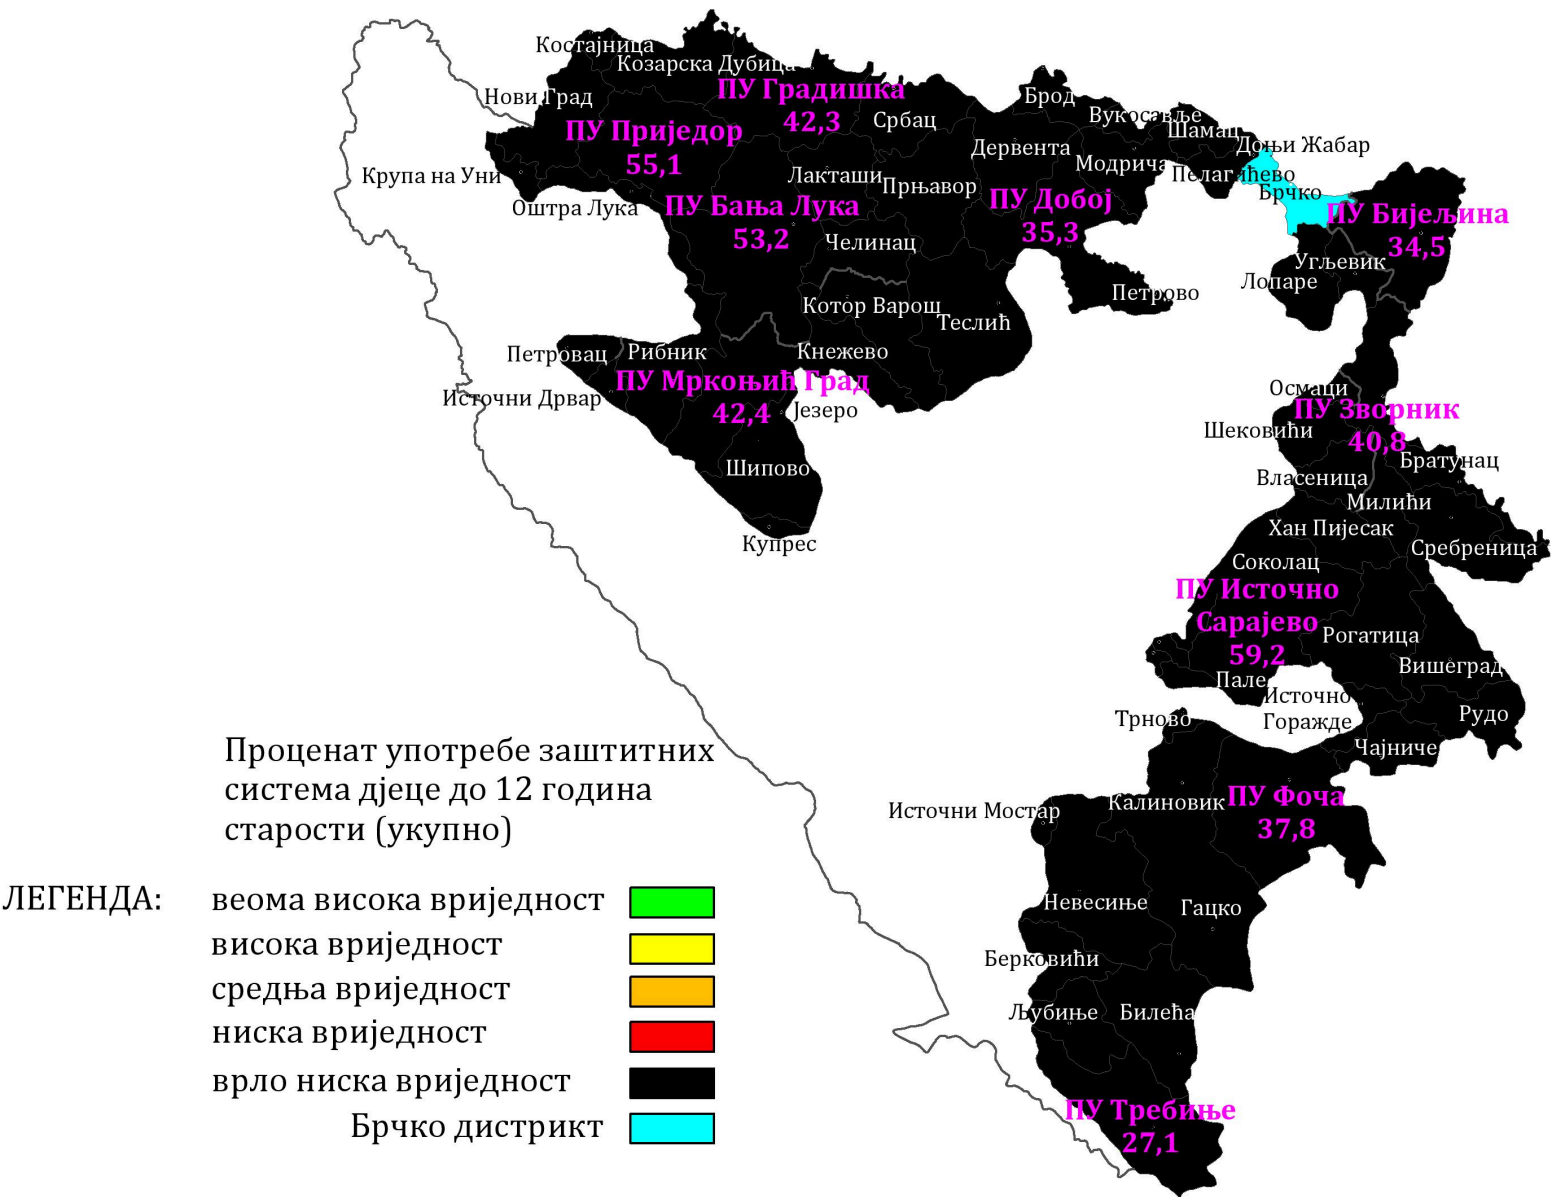 Костајница
Козарска Дубица
Нови Град
ПУ Градишка
42,3
Србац
Брод
Вукосавље
Шамац
Доњи Жабар
ПУ Приједор
55,1
Дервента
Модрича
Пелагићево
Брчко
Крупа на Уни
Лакташи
Прњавор
Оштра Лука
ПУ Бања Лука
53,2
ПУ Добој
35,3
ПУ Бијељина
34,5
Челинац
Угљевик
Лопаре
Петрово
Котор Варош
Теслић
Петровац
Рибник
Кнежево
ПУ Мркоњић Град
42,4
Источни Дрвар
Језеро
Осмаци
ПУ Зворник
40,8
Шековићи
Братунац
Шипово
Власеница
Милићи
Хан Пијесак
Купрес
Сребреница
Соколац
ПУ Источно
Сарајево
59,2
Рогатица
Вишеград
Пале
Источно
Горажде
Рудо
Трново
Чајниче
Калиновик
ПУ Фоча
37,8
Источни Мостар
Невесиње
Гацко
Берковићи
Љубиње
Билећа
ПУ Требиње
27,1
Проценат употребе заштитних
система дјеце до 12 година
старости (укупно)
ЛЕГЕНДА:
веома висока вриједност
висока вриједност
средња вриједност
ниска вриједност
врло ниска вриједност
Брчко дистрикт